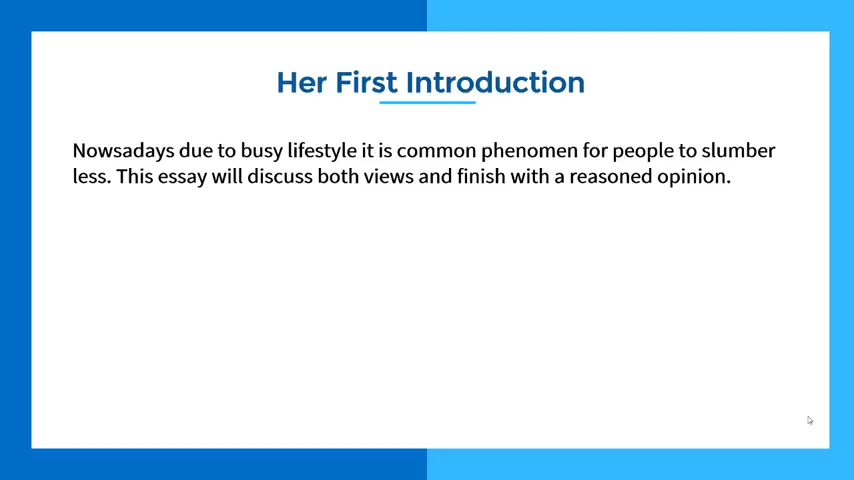 Her First Introduction
Nowsadays due to busy lifestyle it is common phenomen for people to slumber
less. This essay will discuss both views and finish with a reasoned opinion.